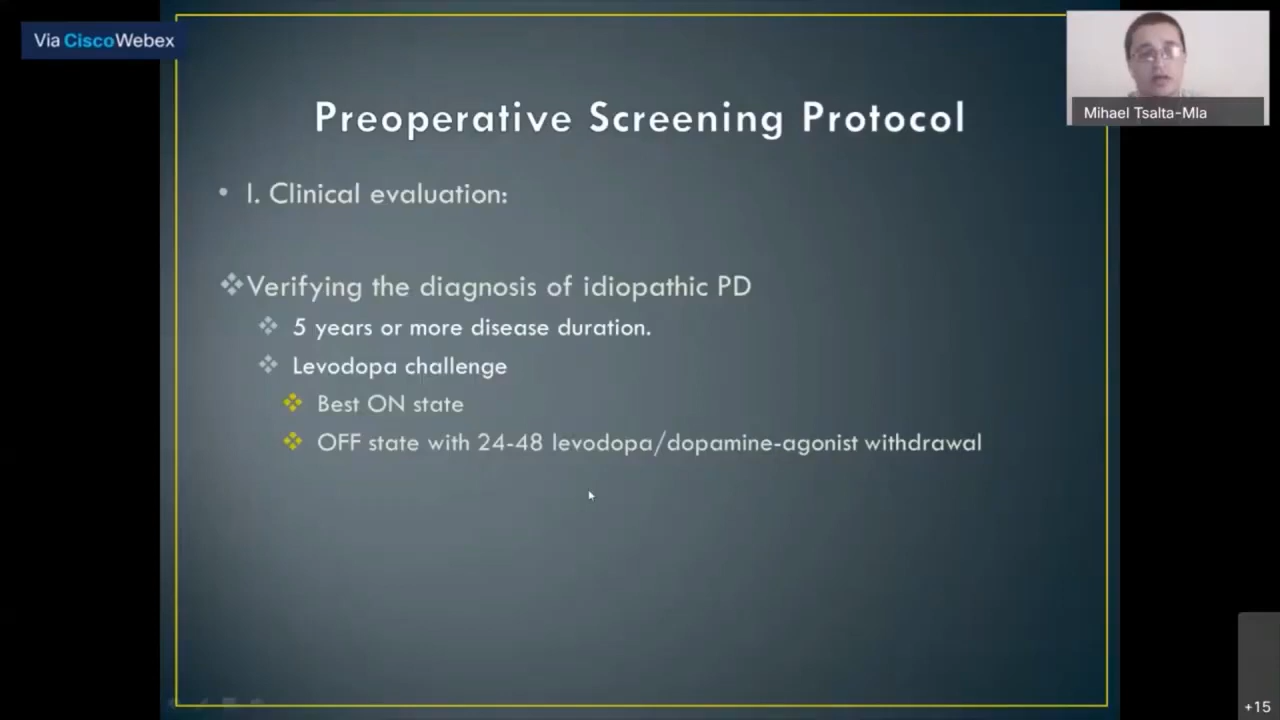 Via CiscoWebex
Mihael Tsalta-Mla
Preoperative Screening Protocol
• I. Clinical evaluation:
❖Verifying the diagnosis of idiopathic PD
❖ 5 years or more disease duration.
❖ Levodopa challenge
❖ Best ON state
❖ OFF state with 24-48 levodopa/dopamine-agonist withdrawal
+15